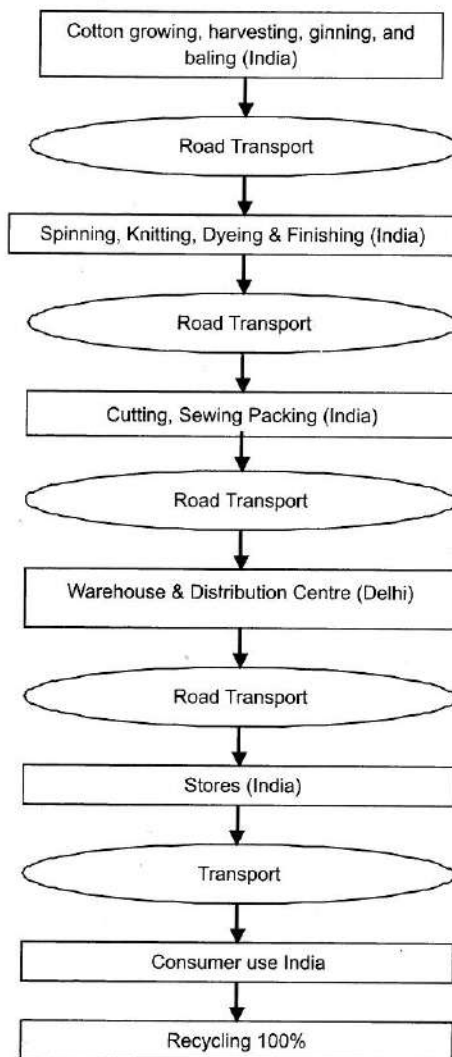 Cotton growing, harvesting, ginning, and
baling (India)
Road Transport
Spinning, Knitting, Dyeing & Finishing (India)
Road Transport
Cutting, Sewing Packing (India)
Road Transport
Warehouse & Distribution Centre (Delhi)
Road Transport
Stores (India)
Transport
Consumer use India
Recycling 100%